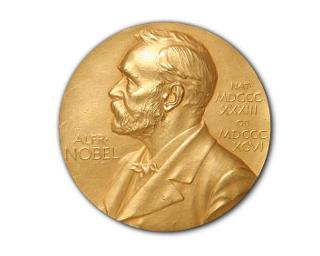 ALFR·
NOBEL
NAT·
MDCCC
XXXIII
OB·
MDCCC
XCVI